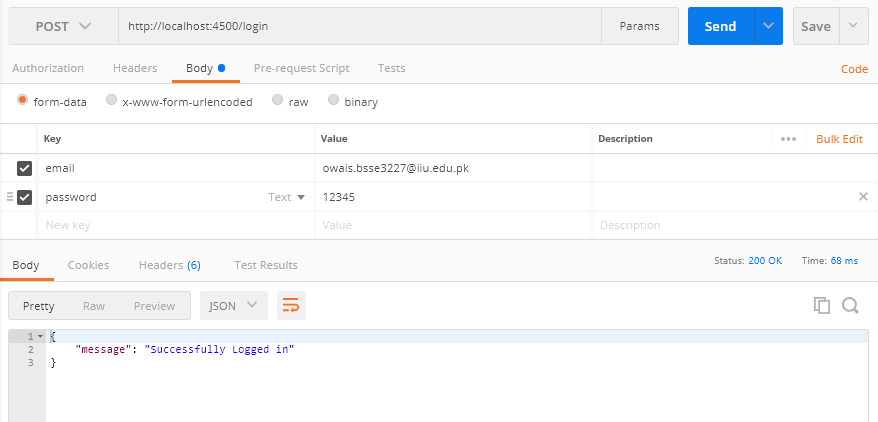 POST http://localhost:4500/login Params Send Save
Authorization Headers Body Pre-request Script Tests Code
form-data x-www-form-urlencoded raw binary
Key Value Description ••• Bulk Edit
email owais.bsse3227@iiu.edu.pk
password Text 12345
New key Value Description
Body Cookies Headers (6) Test Results Status: 200 OK Time: 68 ms
Pretty Raw Preview JSON
1 {
2 "message": "Successfully Logged in"
3 }